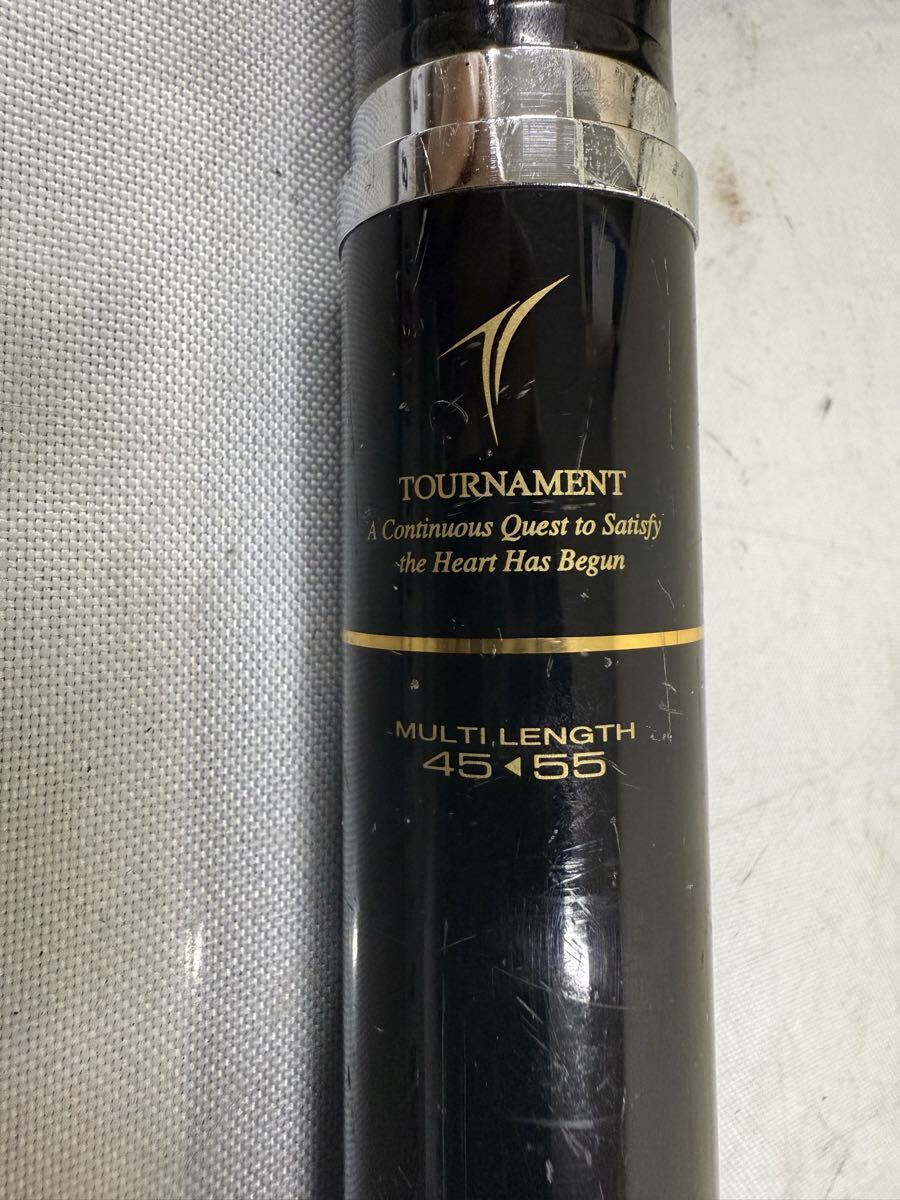 TOURNAMENT
A Continuous Quest to Satisfy
the Heart Has Begun
MULTI LENGTH
45◀55